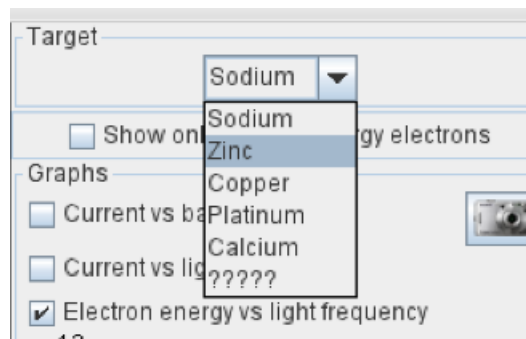 Target
Sodium
Sodium
Show on gy electrons
Zinc
Graphs
Copper
Current vs ba
Platinum
Calcium
Current vs lig
?????
Electron energy vs light frequency